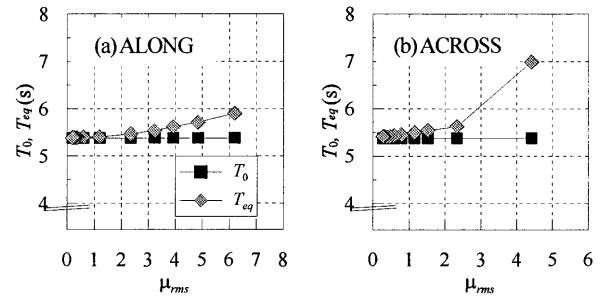 (a) ALONG
8
7
6
5
4
T0, Teq (s)
T0
Teq
0 1 2 3 4 5 6 7 8
μrms
(b) ACROSS
8
7
6
5
4
T0, Teq (s)
0 1 2 3 4 5 6
μrms